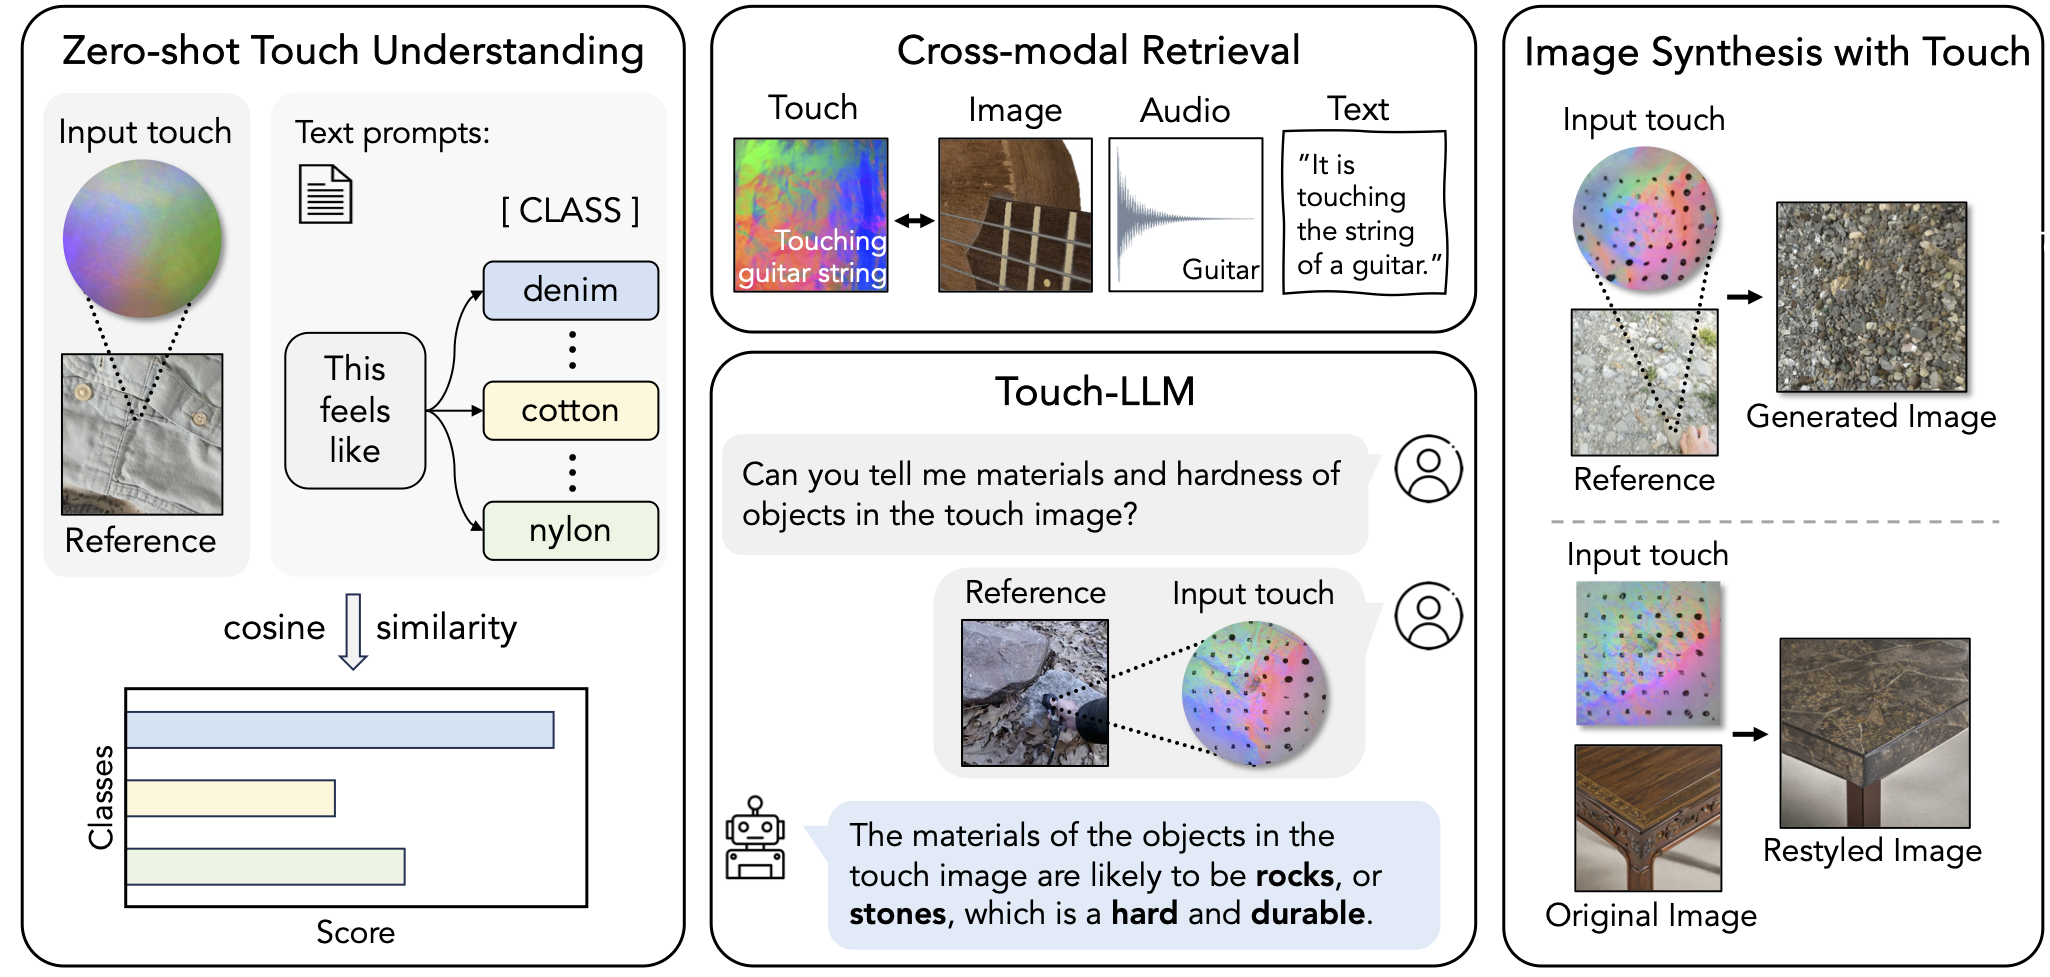 Zero-shot Touch Understanding
Input touch
Text prompts:
[ CLASS ]
This
feels
like
denim
cotton
nylon
Reference
cosine
similarity
Classes
Score
Cross-modal Retrieval
Touch
Image
Audio
Text
Touching
guitar string
Guitar
”It is
touching
the string
of a guitar.”
Touch-LLM
Can you tell me materials and hardness of
objects in the touch image?
Reference
Input touch
The materials of the objects in the
touch image are likely to be rocks, or
stones, which is a hard and durable.
Image Synthesis with Touch
Input touch
Reference
Generated Image
Input touch
Original Image
Restyled Image